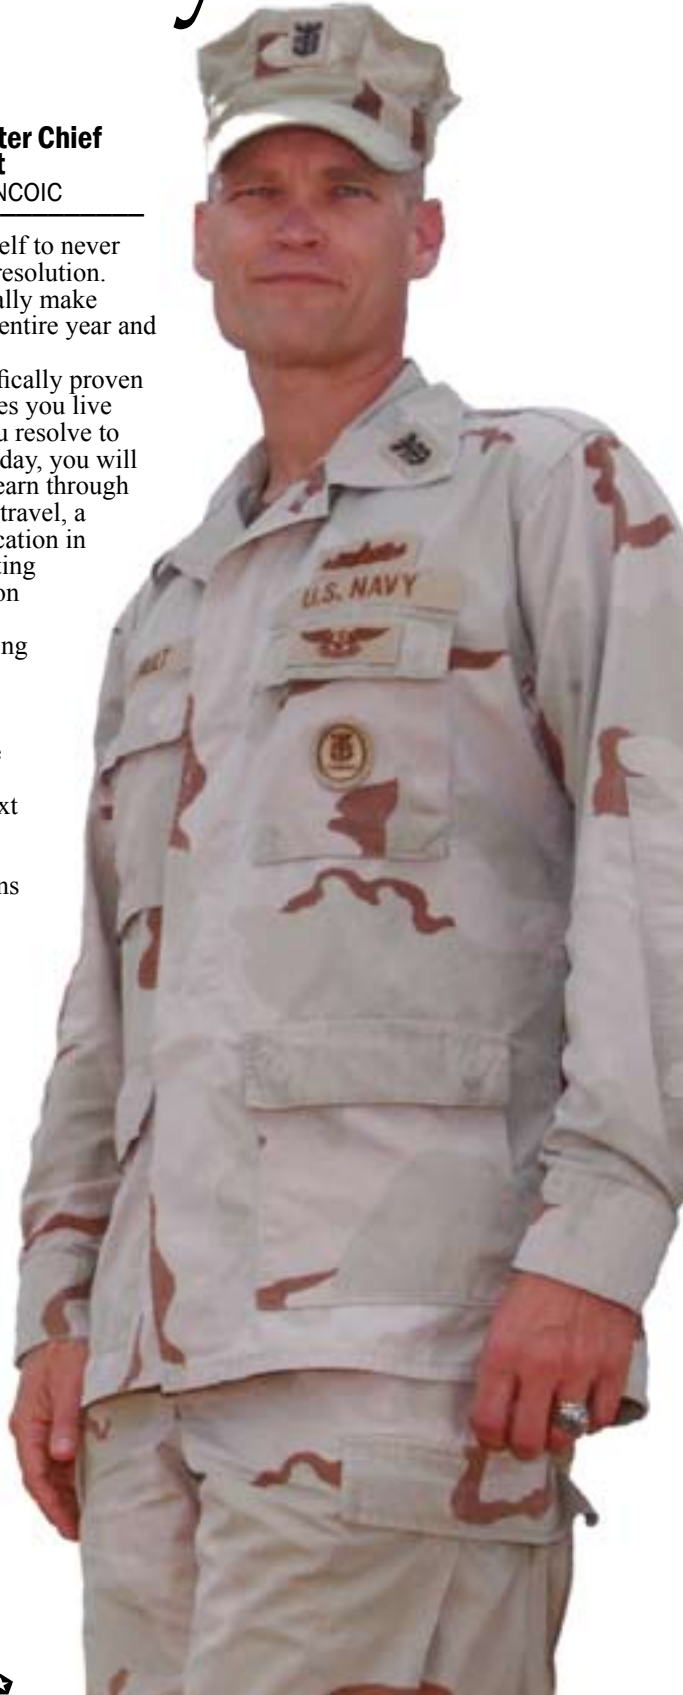 ter Chief
t
NCOIC
elf to never
resolution.
ally make
entire year and
fically proven
es you live
u resolve to
day, you will
earn through
travel, a
cation in
ting
on
ng
xt
ns
U.S. NAVY